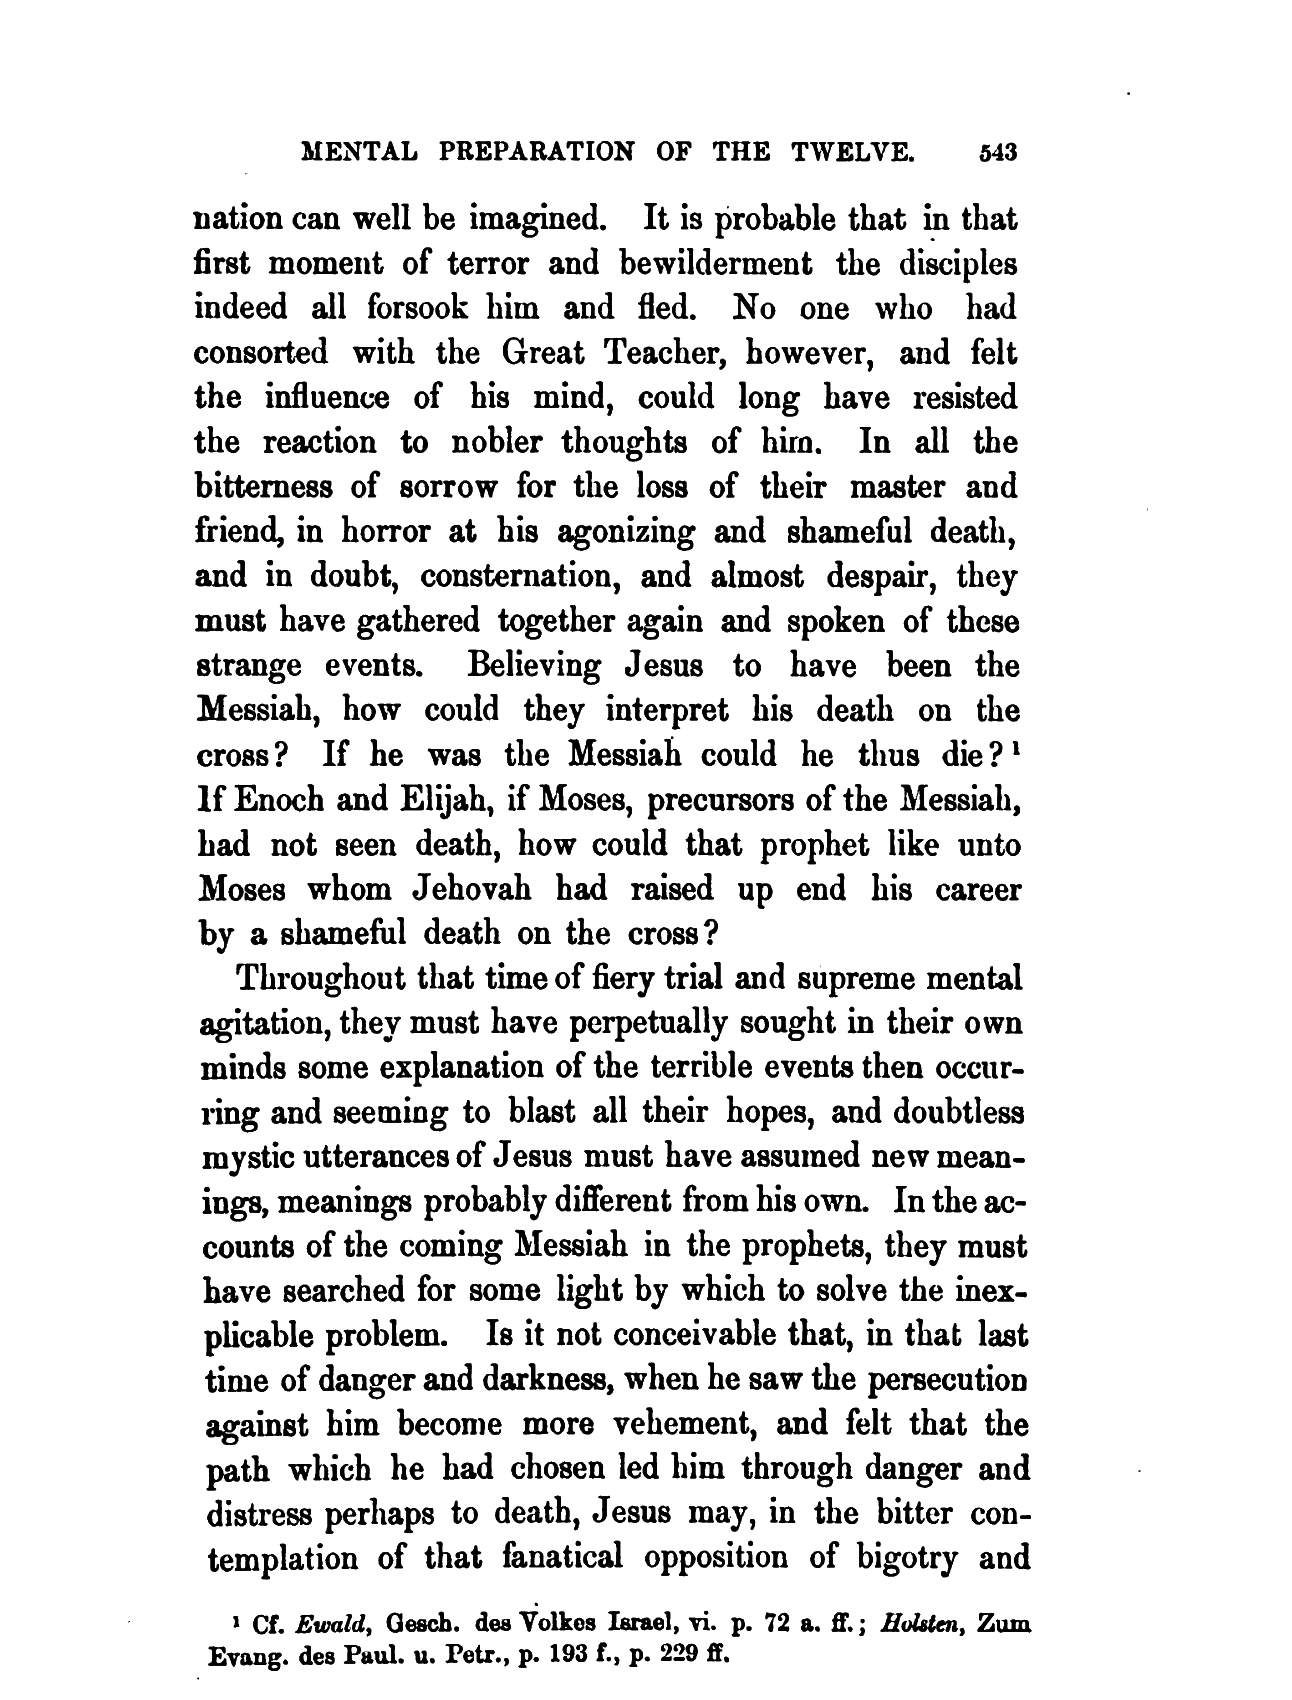 MENTAL PREPARATION OF THE TWELVE. 543
nation can well be imagined. It is probable that in that
first moment of terror and bewilderment the disciples
indeed all forsook him and fled. No one who had
consorted with the Great Teacher, however, and felt
the influence of his mind, could long have resisted
the reaction to nobler thoughts of him. In all the
bitterness of sorrow for the loss of their master and
friend, in horror at his agonizing and shameful death,
and in doubt, consternation, and almost despair, they
must have gathered together again and spoken of these
strange events. Believing Jesus to have been the
Messiah, how could they interpret his death on the
cross? If he was the Messiah could he thus die?¹
If Enoch and Elijah, if Moses, precursors of the Messiah,
had not seen death, how could that prophet like unto
Moses whom Jehovah had raised up end his career
by a shameful death on the cross?
Throughout that time of fiery trial and supreme mental
agitation, they must have perpetually sought in their own
minds some explanation of the terrible events then occur-
ring and seeming to blast all their hopes, and doubtless
mystic utterances of Jesus must have assumed new mean-
ings, meanings probably different from his own. In the ac-
counts of the coming Messiah in the prophets, they must
have searched for some light by which to solve the inex-
plicable problem. Is it not conceivable that, in that last
time of danger and darkness, when he saw the persecution
against him become more vehement, and felt that the
path which he had chosen led him through danger and
distress perhaps to death, Jesus may, in the bitter con-
templation of that fanatical opposition of bigotry and
¹ Cf. Ewald, Gesch. des Volkes Israel, vi. p. 72 a. ff.; Holsten, Zum
Evang. des Paul. u. Petr., p. 193 f., p. 229 ff.